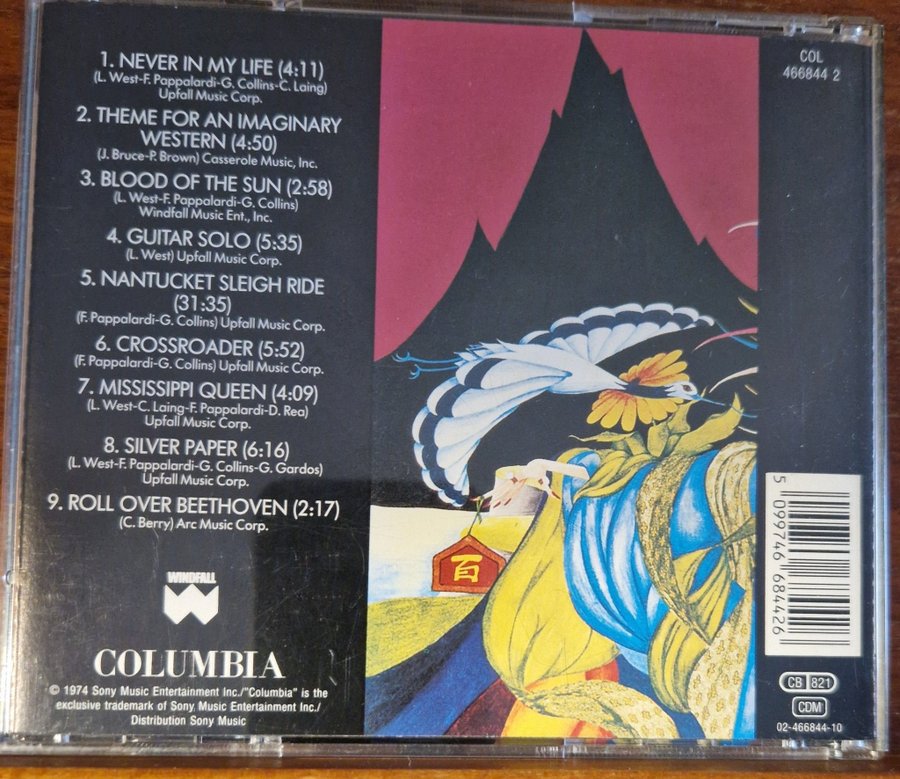 1. NEVER IN MY LIFE (4:11)
(L. West-F. Pappalardi-G. Collins-C. Laing)
Upfall Music Corp.
2. THEME FOR AN IMAGINARY
WESTERN (4:50)
(J. Bruce-P. Brown) Casserole Music, Inc.
3. BLOOD OF THE SUN (2:58)
(L. West-F. Pappalardi-G. Collins)
Windfall Music Ent., Inc.
4. GUITAR SOLO (5:35)
(L. West) Upfall Music Corp.
5. NANTUCKET SLEIGH RIDE
(31:35)
(F. Pappalardi-G. Collins) Upfall Music Corp.
6. CROSSROADER (5:52)
(F. Pappalardi-G. Collins) Upfall Music Corp.
7. MISSISSIPPI QUEEN (4:09)
(L. West-C. Laing-F. Pappalardi-D. Rea)
Upfall Music Corp.
8. SILVER PAPER (6:16)
(L. West-F. Pappalardi-G. Collins-G. Gardos)
Upfall Music Corp.
9. ROLL OVER BEETHOVEN (2:17)
(C. Berry) Arc Music Corp.
WINDFALL
COLUMBIA
© 1974 Sony Music Entertainment Inc./"Columbia" is the
exclusive trademark of Sony Music Entertainment Inc./
Distribution Sony Music
COL
466844 2
百
5 099746 684426
CB 821
CDM
02-466844-10